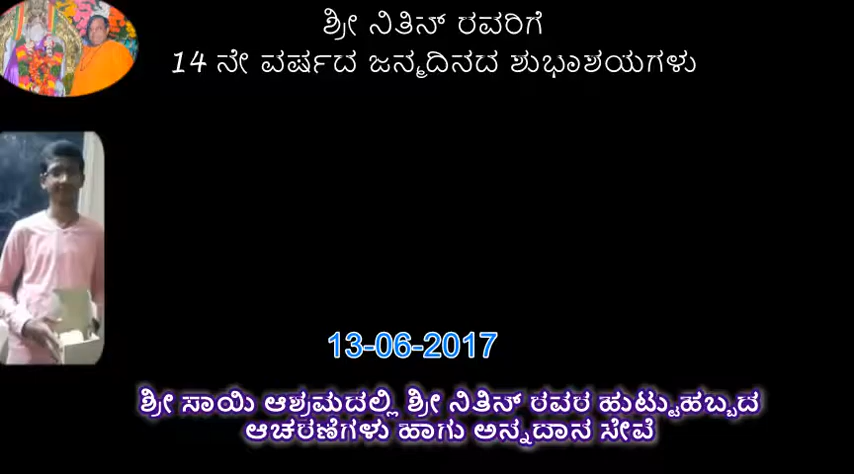 ಶ್ರೀ ನಿತಿನ್ ರವರಿಗೆ
14 ನೇ ವರ್ಷದ ಜನ್ಮದಿನದ ಶುಭಾಶಯಗಳು
13-06-2017
ಶ್ರೀ ಸಾಯಿ ಆಶ್ರಮದಲ್ಲಿ ಶ್ರೀ ನಿತಿನ್ ರವರ ಹುಟ್ಟುಹಬ್ಬದ
ಆಚರಣೆಗಳು ಹಾಗು ಅನ್ನದಾನ ಸೇವೆ